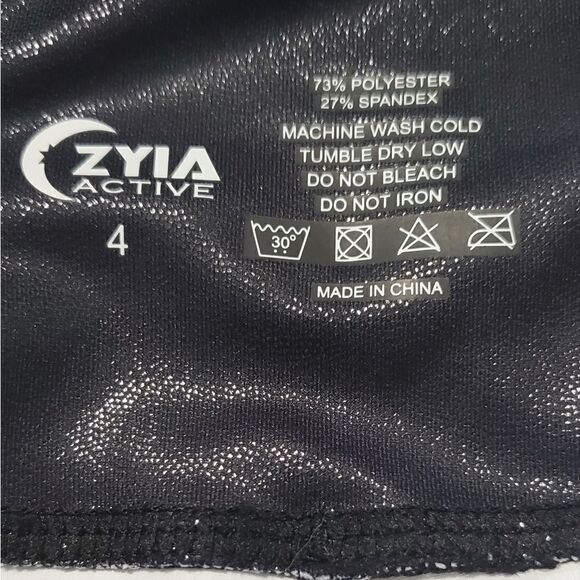 ZYIA
ACTIVE
4
73% POLYESTER
27% SPANDEX
MACHINE WASH COLD
TUMBLE DRY LOW
DO NOT BLEACH
DO NOT IRON
30°
MADE IN CHINA